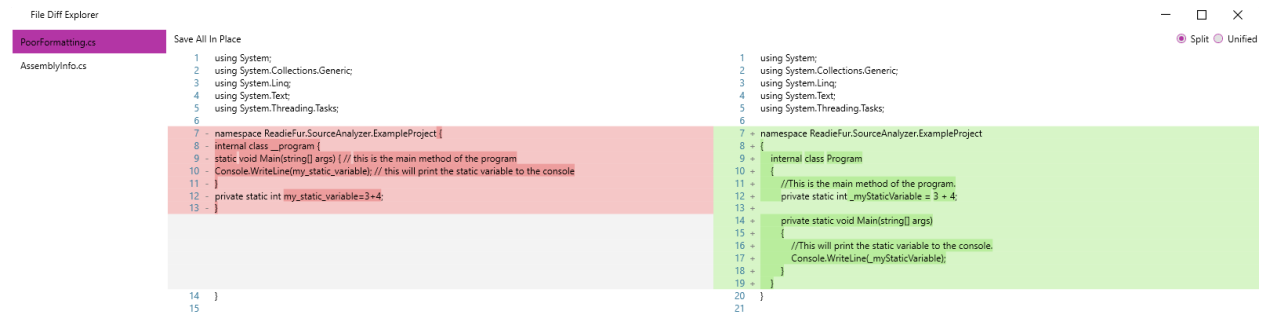 File Diff Explorer
PoorFormatting.cs
AssemblyInfo.cs
Save All In Place
Split
Unified
1 using System;
2 using System.Collections.Generic;
3 using System.Linq;
4 using System.Text;
5 using System.Threading.Tasks;
6
7 - namespace ReadieFur.SourceAnalyzer.ExampleProject {
8 - internal class __program {
9 - static void Main(string[] args) { // this is the main method of the program
10 - Console.WriteLine(my_static_variable); // this will print the static variable to the console
11 - }
12 - private static int my_static_variable=3+4;
13 - }
14 }
15
1 using System;
2 using System.Collections.Generic;
3 using System.Linq;
4 using System.Text;
5 using System.Threading.Tasks;
6
7 + namespace ReadieFur.SourceAnalyzer.ExampleProject
8 + {
9 + internal class Program
10 + {
11 + //This is the main method of the program.
12 + private static int _myStaticVariable = 3 + 4;
13 +
14 + private static void Main(string[] args)
15 + {
16 + //This will print the static variable to the console.
17 + Console.WriteLine(_myStaticVariable);
18 + }
19 + }
20 }
21